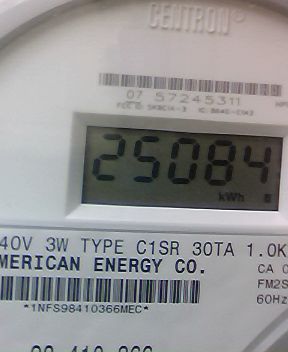 CENTRON®
07 57245311
25084
kWh
40V 3W TYPE C1SR 30TA 1.0K
MERICAN ENERGY CO.
CA 0
FM2S
60Hz
*1NFS98410366MEC*